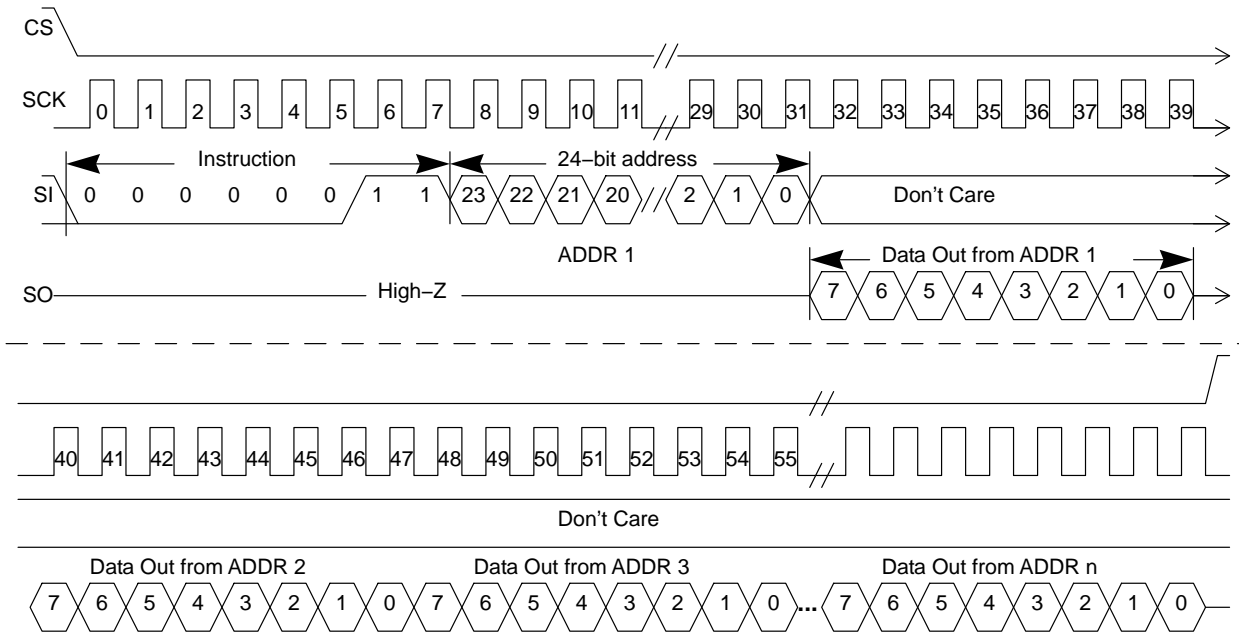 CS
SCK 0 1 2 3 4 5 6 7 8 9 10 11 29 30 31 32 33 34 35 36 37 38 39
Instruction 24−bit address
SI 0 0 0 0 0 0 1 1 23 22 21 20 2 1 0 Don't Care
ADDR 1 Data Out from ADDR 1
SO High−Z 7 6 5 4 3 2 1 0
40 41 42 43 44 45 46 47 48 49 50 51 52 53 54 55
Don't Care
Data Out from ADDR 2 Data Out from ADDR 3 Data Out from ADDR n
7 6 5 4 3 2 1 0 7 6 5 4 3 2 1 0 ... 7 6 5 4 3 2 1 0